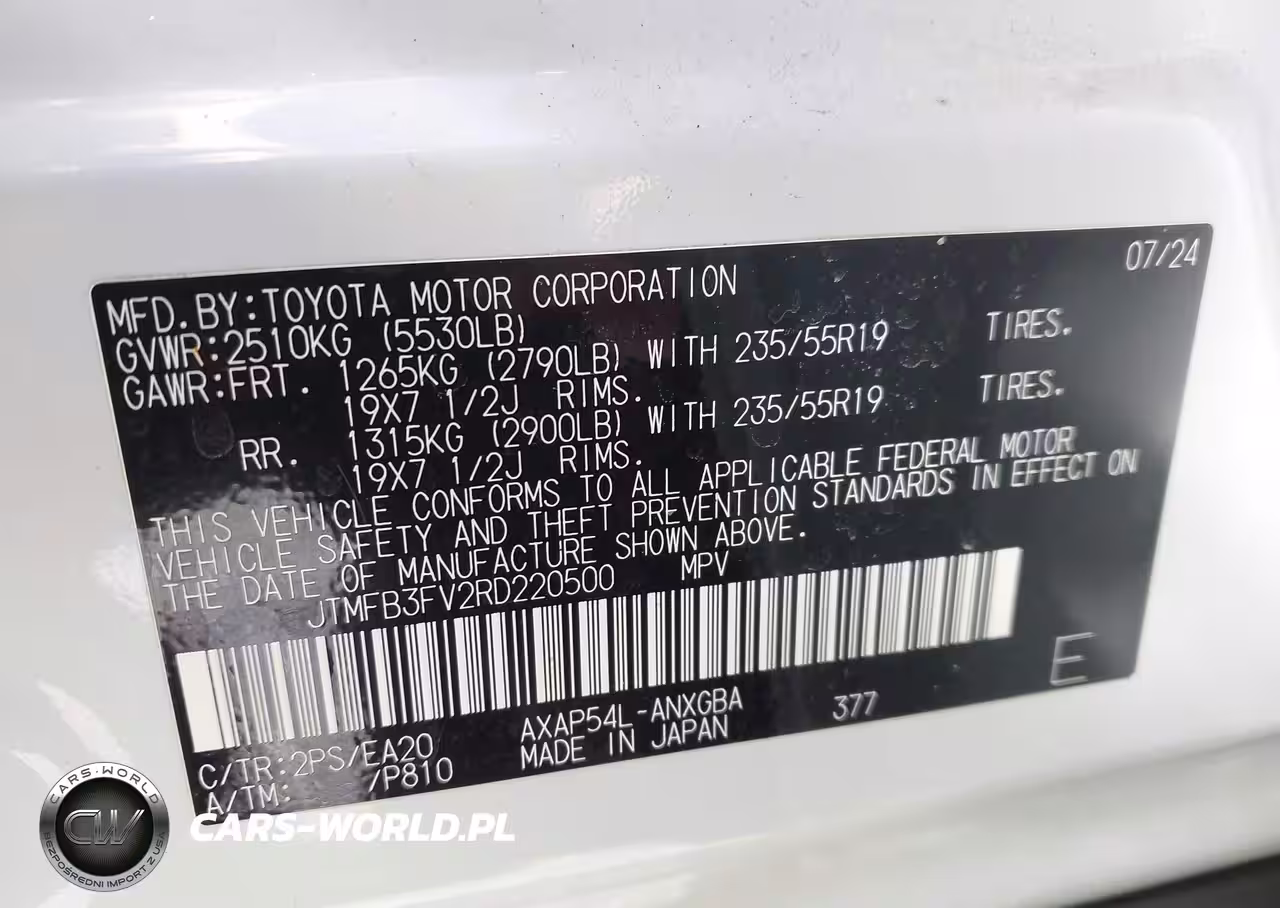 07/24
MFD.BY:TOYOTA MOTOR CORPORATION
GVWR:2510KG (5530LB)
GAWR:FRT. 1265KG (2790LB) WITH 235/55R19 TIRES.
19X7 1/2J RIMS.
RR. 1315KG (2900LB) WITH 235/55R19 TIRES.
19X7 1/2J RIMS.
THIS VEHICLE CONFORMS TO ALL APPLICABLE FEDERAL MOTOR
VEHICLE SAFETY AND THEFT PREVENTION STANDARDS IN EFFECT ON
THE DATE OF MANUFACTURE SHOWN ABOVE.
JTMFB3FV2RD220500 MPV
E
C/TR:2PS/EA20 AXAP54L-ANXGBA 377
A/TM: /P810 MADE IN JAPAN
CARS-WORLD
CW
BEZPOŚREDNI IMPORT Z USA
CARS-WORLD.PL